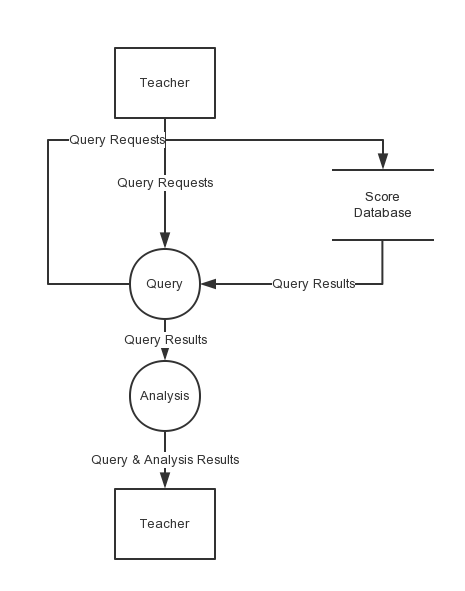 Teacher
Query Requests
Query Requests
Score
Database
Query
Query Results
Query Results
Analysis
Query & Analysis Results
Teacher